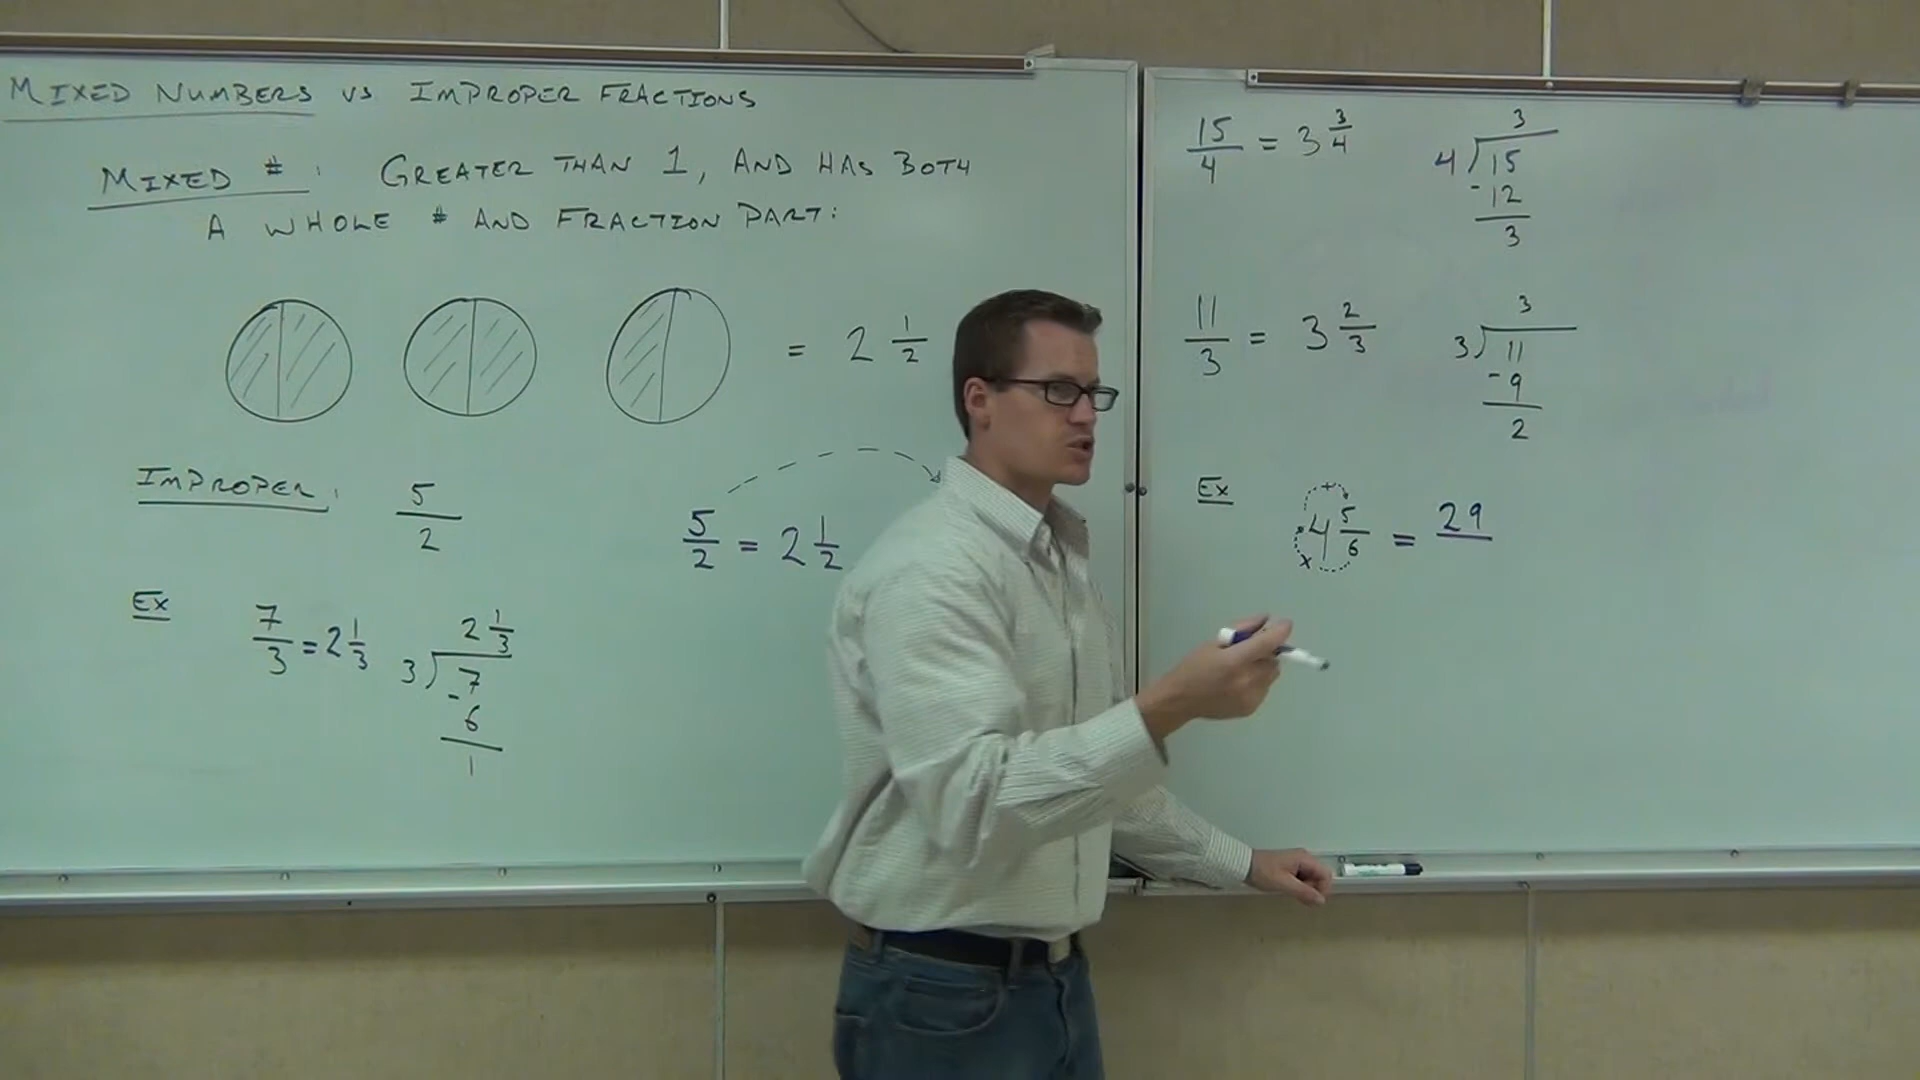 MIXED NUMBERS VS IMPROPER FRACTIONS
MIXED #: GREATER THAN 1, AND HAS BOTH
A WHOLE # AND FRACTION PART:
= 2 1/2
IMPROPER: 5/2
5/2 = 2 1/2
Ex 7/3 = 2 1/3
2 1/3
3)7
-6
1
15/4 = 3 3/4
3
4)15
-12
3
11/3 = 3 2/3
3
3)11
-9
2
Ex 4 5/6 = 29
+
x